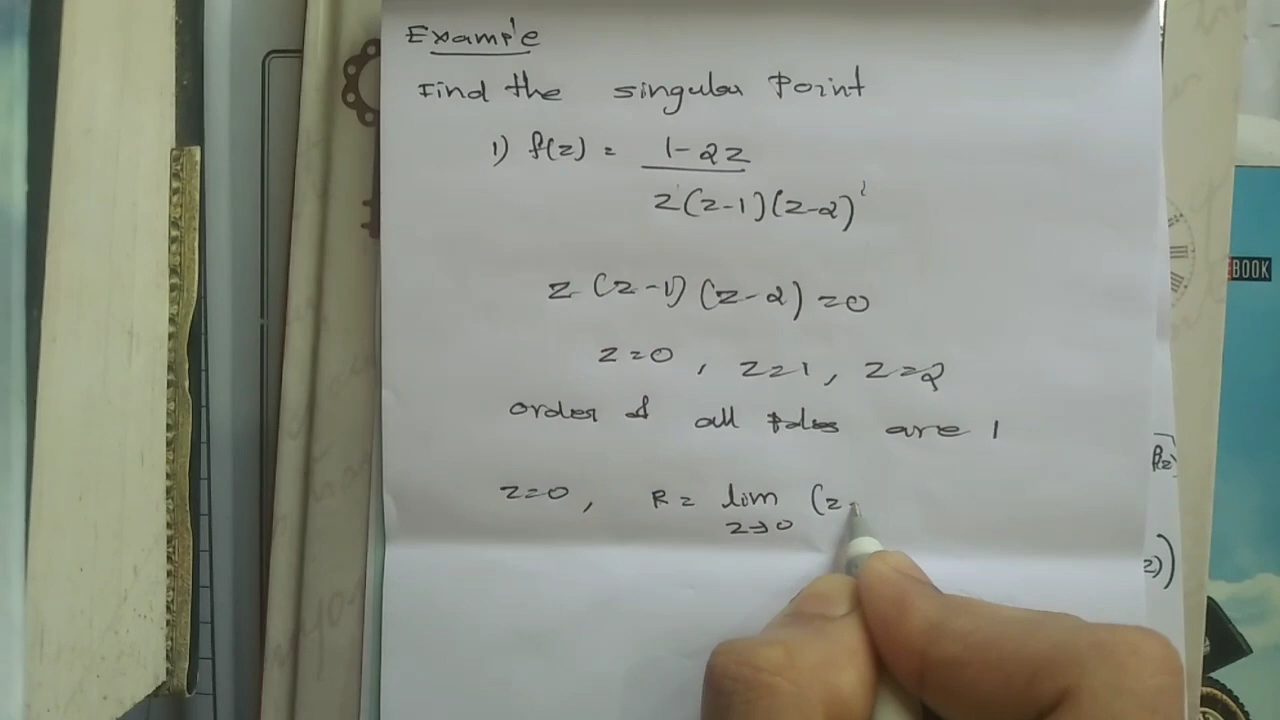 Example
Find the singular Point
1) f(z) = 1-2z
z(z-1)(z-2)
z (z-1) (z-2) = 0
z=0 , z=1 , z=2
order of all Poles are 1
z=0 , R = lim (z-
z→0
BOOK